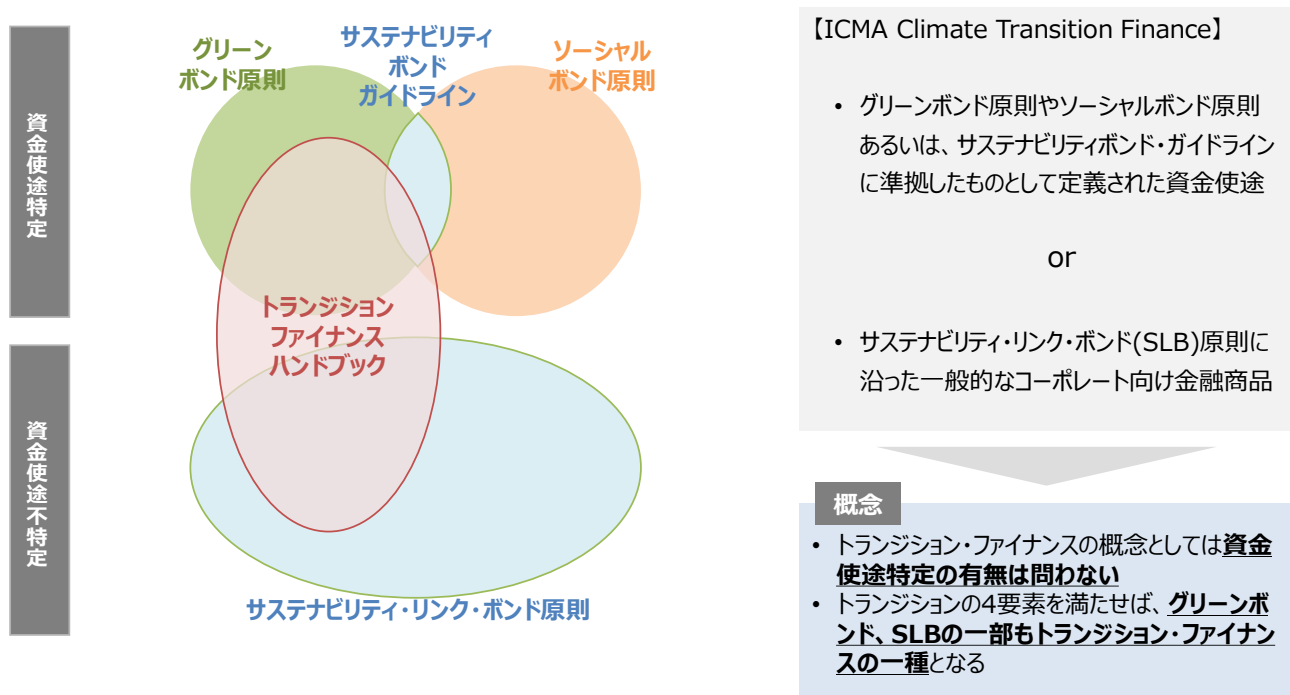 資金使途特定
資金使途不特定
グリーン
ボンド原則
サステナビリティ
ボンド
ガイドライン
ソーシャル
ボンド原則
トランジション
ファイナンス
ハンドブック
サステナビリティ・リンク・ボンド原則
【ICMA Climate Transition Finance】
• グリーンボンド原則やソーシャルボンド原則
あるいは、サステナビリティボンド・ガイドライン
に準拠したものとして定義された資金使途
or
• サステナビリティ・リンク・ボンド(SLB)原則に
沿った一般的なコーポレート向け金融商品
概念
• トランジション・ファイナンスの概念としては資金
使途特定の有無は問わない
• トランジションの4要素を満たせば、グリーンボ
ンド、SLBの一部もトランジション・ファイナン
スの一種となる